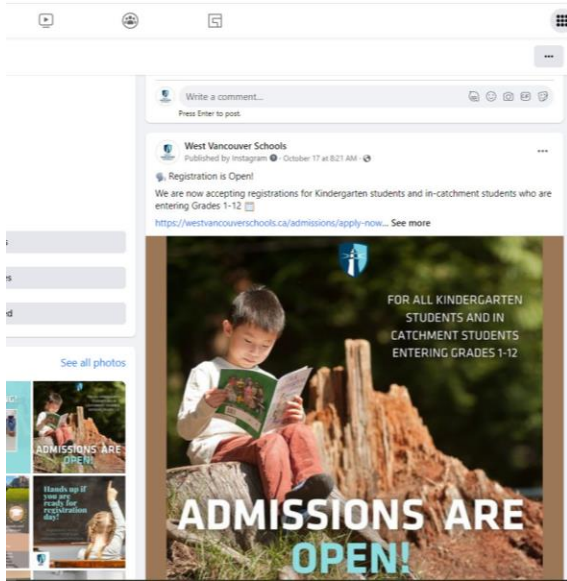 Write a comment...
Press Enter to post.
West Vancouver Schools
Published by Instagram · October 17 at 8:21 AM ·
Registration is Open!
We are now accepting registrations for Kindergarten students and in-catchment students who are
entering Grades 1-12
https://westvancouverschools.ca/admissions/apply-now... See more
FOR ALL KINDERGARTEN
STUDENTS AND IN
CATCHMENT STUDENTS
ENTERING GRADES 1-12
ADMISSIONS ARE
OPEN!
See all photos
ADMISSIONS ARE
OPEN!
Hands up if
you are
ready for
registration
day!